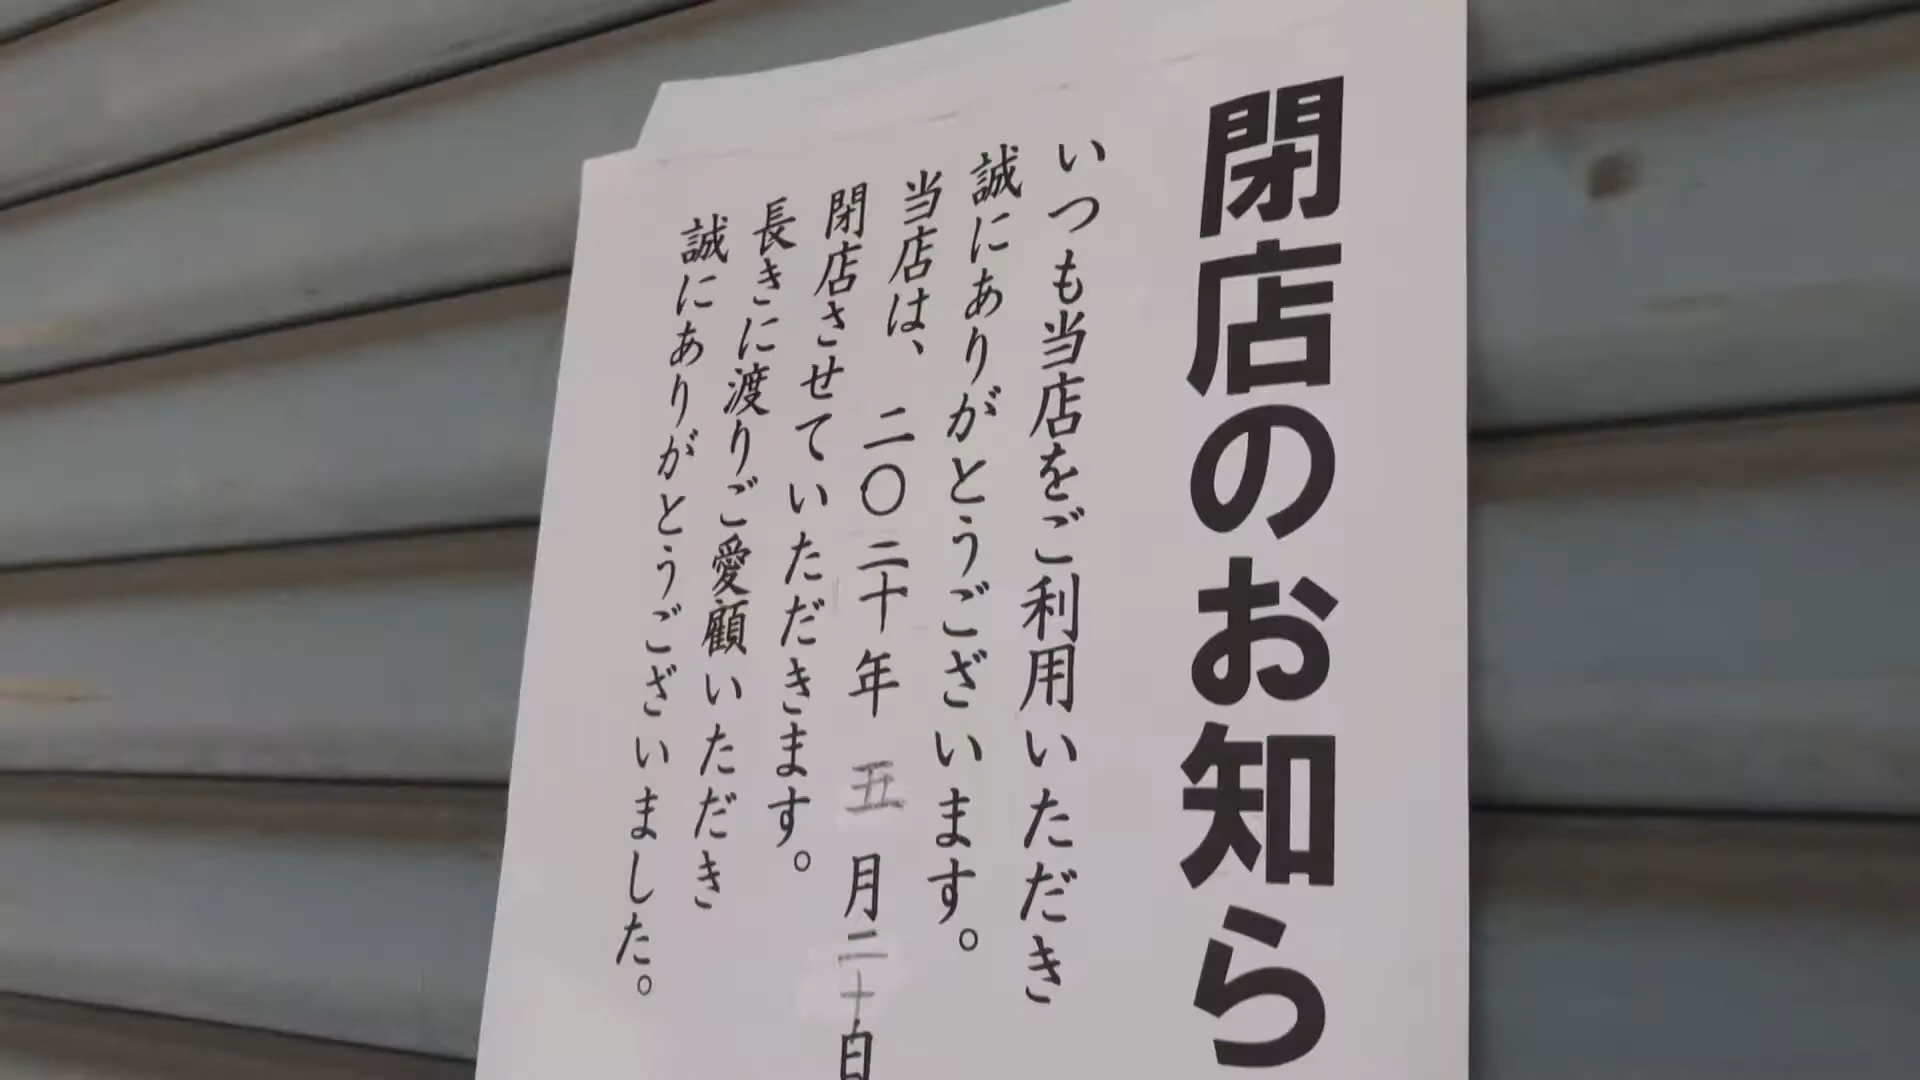 閉店のお知ら
いつも当店をご利用いただき
誠にありがとうございます。
当店は、二〇二十年 五 月二十日
閉店させていただきます。
長きに渡りご愛顧いただき
誠にありがとうございました。